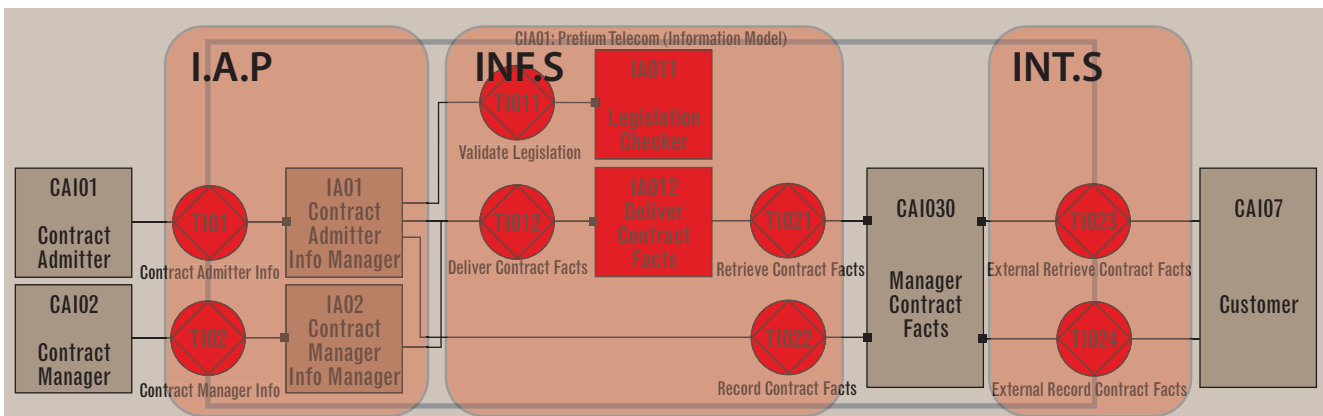 CIA01: Pretium Telecom (Information Model)
I.A.P
INF.S
INT.S
TI011
Validate Legislation
IA011
Legislation
Checker
CAI01
Contract
Admitter
TI01
Contract Admitter Info
IA01
Contract
Admitter
Info Manager
TI012
Deliver Contract Facts
IA012
Deliver
Contract
Facts
TI021
Retrieve Contract Facts
CAI030
Manager
Contract
Facts
TI023
External Retrieve Contract Facts
CAI07
Customer
CAI02
Contract
Manager
TI02
Contract Manager Info
IA02
Contract
Manager
Info Manager
TI022
Record Contract Facts
TI024
External Record Contract Facts